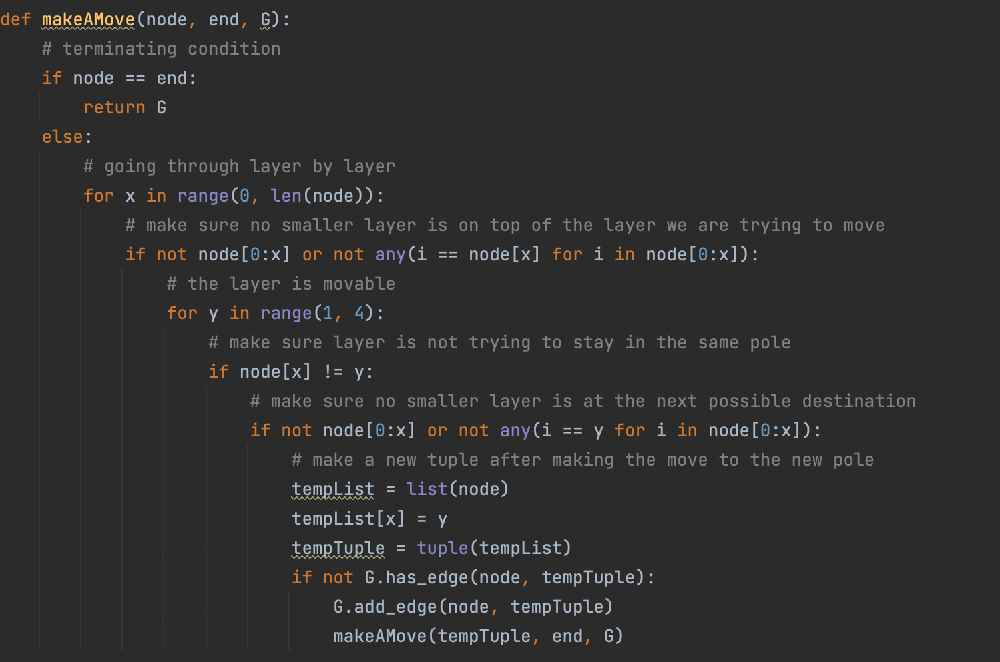 def makeAMove(node, end, G):
    # terminating condition
    if node == end:
        return G
    else:
        # going through layer by layer
        for x in range(0, len(node)):
            # make sure no smaller layer is on top of the layer we are trying to move
            if not node[0:x] or not any(i == node[x] for i in node[0:x]):
                # the layer is movable
                for y in range(1, 4):
                    # make sure layer is not trying to stay in the same pole
                    if node[x] != y:
                        # make sure no smaller layer is at the next possible destination
                        if not node[0:x] or not any(i == y for i in node[0:x]):
                            # make a new tuple after making the move to the new pole
                            tempList = list(node)
                            tempList[x] = y
                            tempTuple = tuple(tempList)
                            if not G.has_edge(node, tempTuple):
                                G.add_edge(node, tempTuple)
                                makeAMove(tempTuple, end, G)